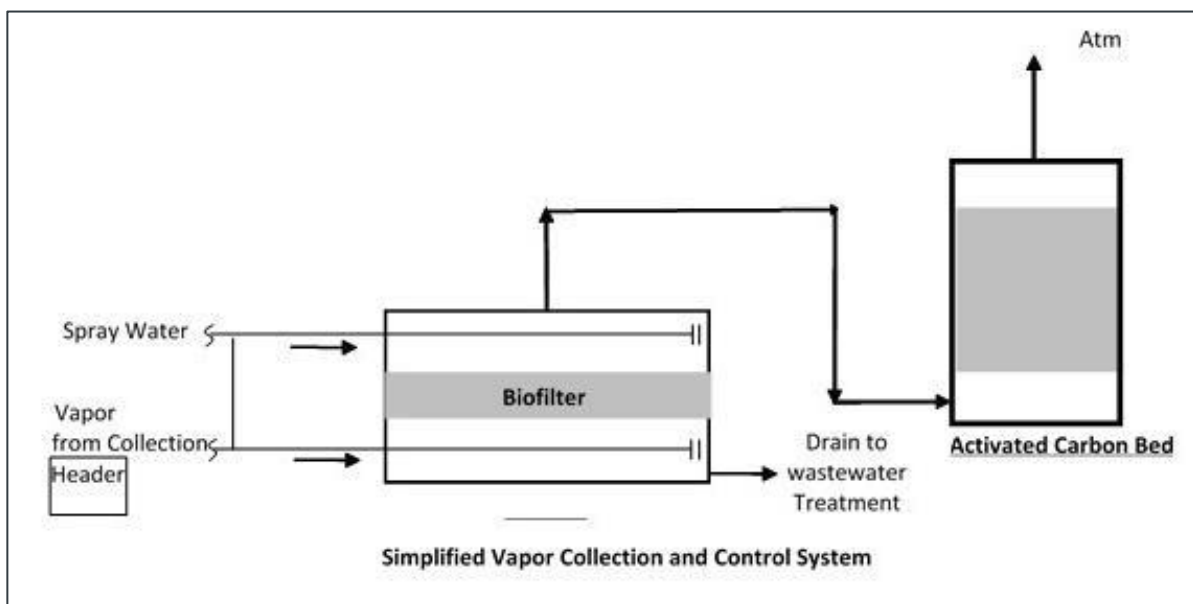 Atm
Spray Water
Biofilter
Vapor
from Collection
Header
Drain to
wastewater
Treatment
Activated Carbon Bed
Simplified Vapor Collection and Control System